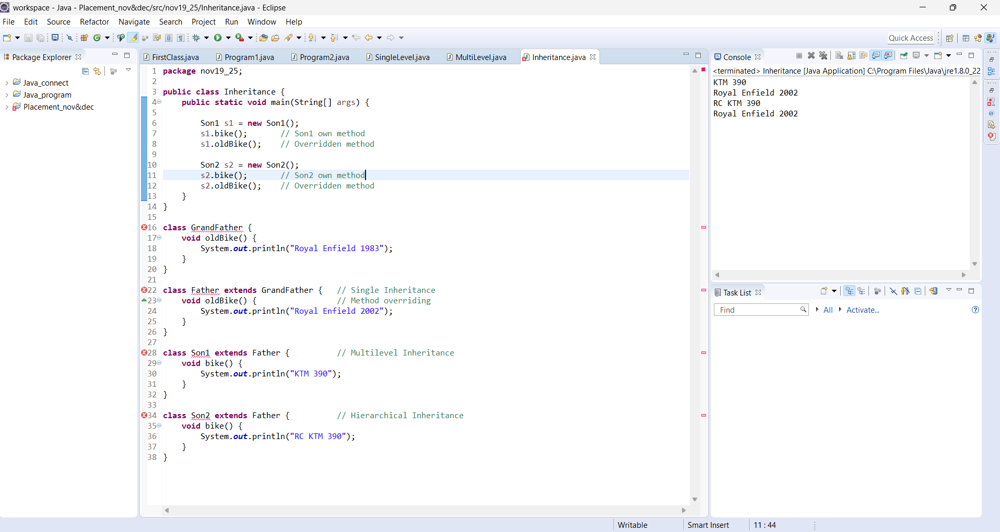 workspace - Java - Placement_nov&dec/src/nov19_25/Inheritance.java - Eclipse
File Edit Source Refactor Navigate Search Project Run Window Help
Quick Access
Package Explorer
Java_connect
Java_program
Placement_nov&dec
FirstClass.java Program1.java Program2.java SingleLevel.java MultiLevel.java Inheritance.java
1 package nov19_25;
2
3 public class Inheritance {
4 public static void main(String[] args) {
5
6 Son1 s1 = new Son1();
7 s1.bike(); // Son1 own method
8 s1.oldBike(); // Overridden method
9
10 Son2 s2 = new Son2();
11 s2.bike(); // Son2 own method
12 s2.oldBike(); // Overridden method
13 }
14 }
15
16 class GrandFather {
17 void oldBike() {
18 System.out.println("Royal Enfield 1983");
19 }
20 }
21
22 class Father extends GrandFather { // Single Inheritance
23 void oldBike() { // Method overriding
24 System.out.println("Royal Enfield 2002");
25 }
26 }
27
28 class Son1 extends Father { // Multilevel Inheritance
29 void bike() {
30 System.out.println("KTM 390");
31 }
32 }
33
34 class Son2 extends Father { // Hierarchical Inheritance
35 void bike() {
36 System.out.println("RC KTM 390");
37 }
38 }
Console
<terminated> Inheritance [Java Application] C:\Program Files\Java\jre1.8.0_22
KTM 390
Royal Enfield 2002
RC KTM 390
Royal Enfield 2002
Task List
Find All Activate...
Writable Smart Insert 11 : 44